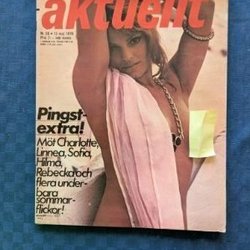 aktuellt
Pingst-
extra!
Möt Charlotte,
Linnea, Sofia,
Hilma,
Rebecka och
flera under-
bara
sommar-
flickor!